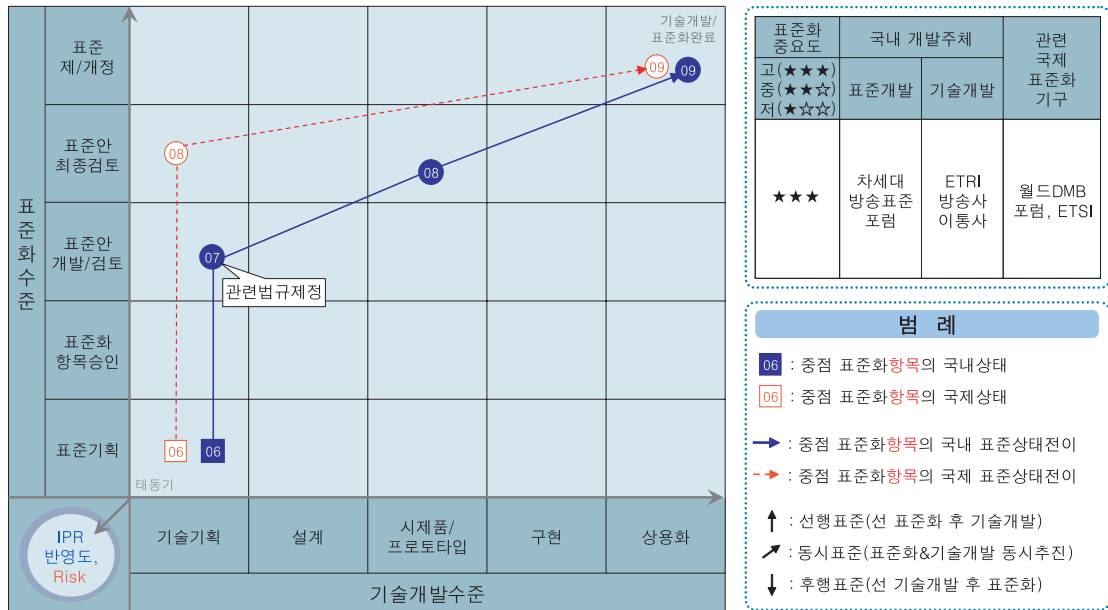 표준화수준
표준
제/개정
표준안
최종검토
표준안
개발/검토
표준화
항목승인
표준기획
기술개발/
표준화완료
09
09
08
08
07
관련법규제정
06
06
태동기
IPR
반영도,
Risk
기술기획
설계
시제품/
프로토타입
구현
상용화
기술개발수준
표준화
중요도
고(★★★)
중(★★☆)
저(★☆☆)
국내 개발주체
표준개발
기술개발
관련
국제
표준화
기구
★★★
차세대
방송표준
포럼
ETRI
방송사
이통사
월드DMB
포럼, ETSI
범 례
06 : 중점 표준화항목의 국내상태
06 : 중점 표준화항목의 국제상태
: 중점 표준화항목의 국내 표준상태전이
: 중점 표준화항목의 국제 표준상태전이
: 선행표준(선 표준화 후 기술개발)
: 동시표준(표준화&기술개발 동시추진)
: 후행표준(선 기술개발 후 표준화)